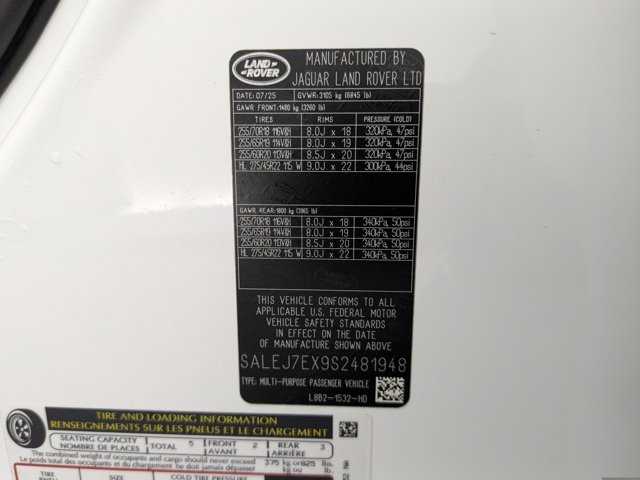 LAND
ROVER
MANUFACTURED BY
JAGUAR LAND ROVER LTD
DATE: 07/25 GVWR: 3105 kg (6845 lb)
GAWR FRONT: 1480 kg (3260 lb)
TIRES RIMS PRESSURE (COLD)
255/70R18 116V&H 8.0J x 18 320kPa, 47psi
255/65R19 114V&H 8.0J x 19 320kPa, 47psi
255/60R20 113V&H 8.5J x 20 320kPa, 47psi
HL 275/45R22 115 W 9.0J x 22 300kPa, 44psi
GAWR REAR: 1800 kg (3965 lb)
255/70R18 116V&H 8.0J x 18 340kPa, 50psi
255/65R19 114V&H 8.0J x 19 340kPa, 50psi
255/60R20 113V&H 8.5J x 20 340kPa, 50psi
HL 275/45R22 115 W 9.0J x 22 340kPa, 50psi
THIS VEHICLE CONFORMS TO ALL
APPLICABLE U.S. FEDERAL MOTOR
VEHICLE SAFETY STANDARDS
IN EFFECT ON THE DATE
OF MANUFACTURE SHOWN ABOVE
SALEJ7EX9S2481948
TYPE: MULTI-PURPOSE PASSENGER VEHICLE
L8B2-1532-HD
TIRE AND LOADING INFORMATION
RENSEIGNEMENTS SUR LES PNEUS ET LE CHARGEMENT
SEATING CAPACITY TOTAL 5 FRONT 2 REAR 3
NOMBRE DE PLACES AVANT ARRIÈRE
The combined weight of occupants and cargo should never exceed 375 kg or 825 lbs.
Le poids total des occupants et du chargement ne doit jamais dépasser kg ou lb.
TIRE SIZE COLD TIRE PRESSURE